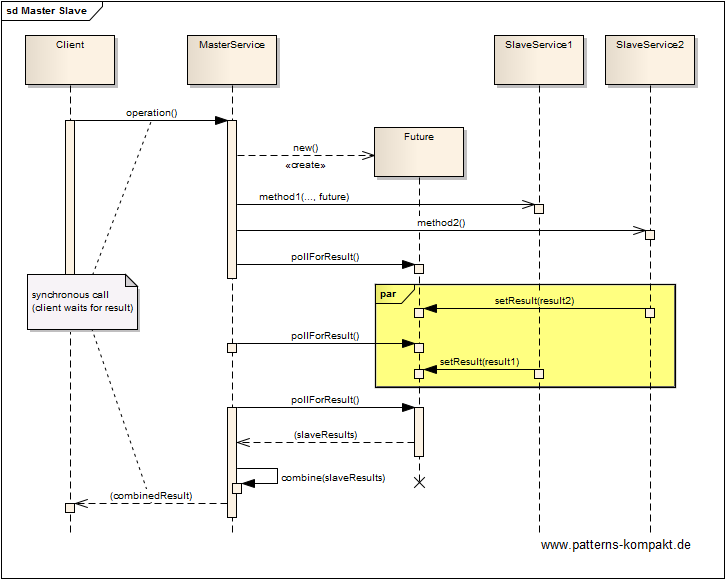 sd Master Slave
Client
MasterService
SlaveService1
SlaveService2
operation()
Future
new()
«create»
method1(..., future)
method2()
pollForResult()
synchronous call
(client waits for result)
par
setResult(result2)
pollForResult()
setResult(result1)
pollForResult()
(slaveResults)
combine(slaveResults)
(combinedResult)
www.patterns-kompakt.de